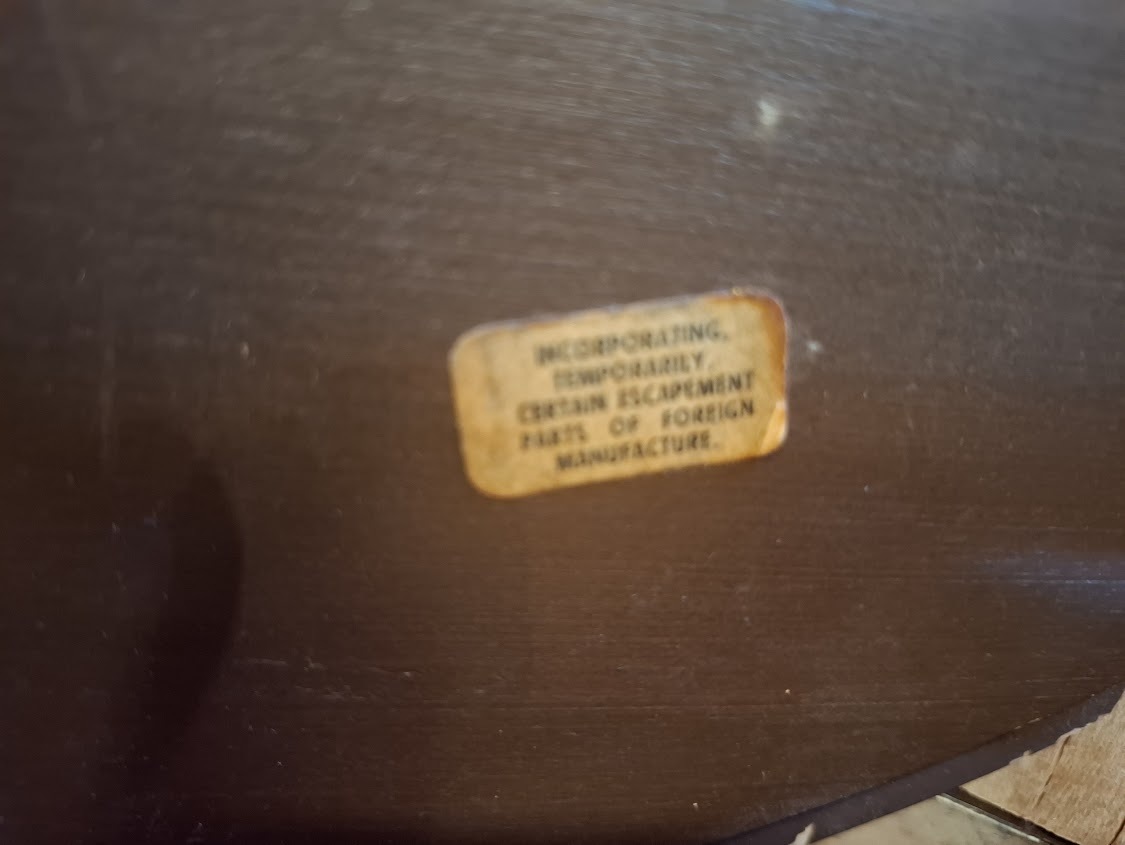 INCORPORATING,
TEMPORARILY,
CERTAIN ESCAPEMENT
PARTS OF FOREIGN
MANUFACTURE.